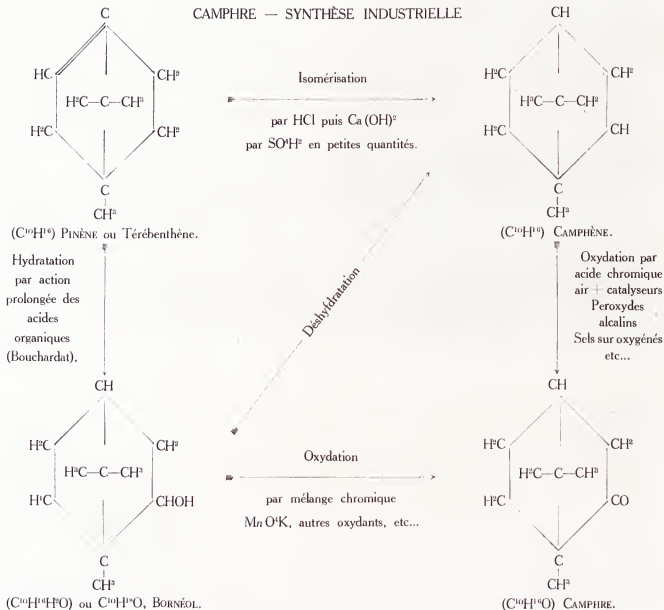 CAMPHRE — SYNTHÈSE INDUSTRIELLE
C
HC
CH²
H³C—C—CH³
H²C
CH²
C
CH³
(C¹⁰H¹⁶) PINÈNE ou Térébenthène.
Isomérisation
par HCl puis Ca (OH)²
par SO⁴H² en petites quantités.
CH
H²C
CH²
H³C—C—CH²
H²C
CH
C
CH³
(C¹⁰H¹⁶) CAMPHÈNE.
Hydratation
par action
prolongée des
acides
organiques
(Bouchardat).
Déshyfdratation
Oxydation par
acide chromique
air + catalyseurs
Peroxydes
alcalins
Sels sur oxygénés
etc...
CH
H²C
CH²
H³C—C—CH³
H²C
CHOH
C
CH³
(C¹⁰H¹⁶H²O) ou C¹⁰H¹⁸O, BORNÉOL.
Oxydation
par mélange chromique
Mn O⁴K, autres oxydants, etc...
CH
H²C
CH²
H³C—C—CH³
H²C
CO
C
CH³
(C¹⁰H¹⁶O) CAMPHRE.